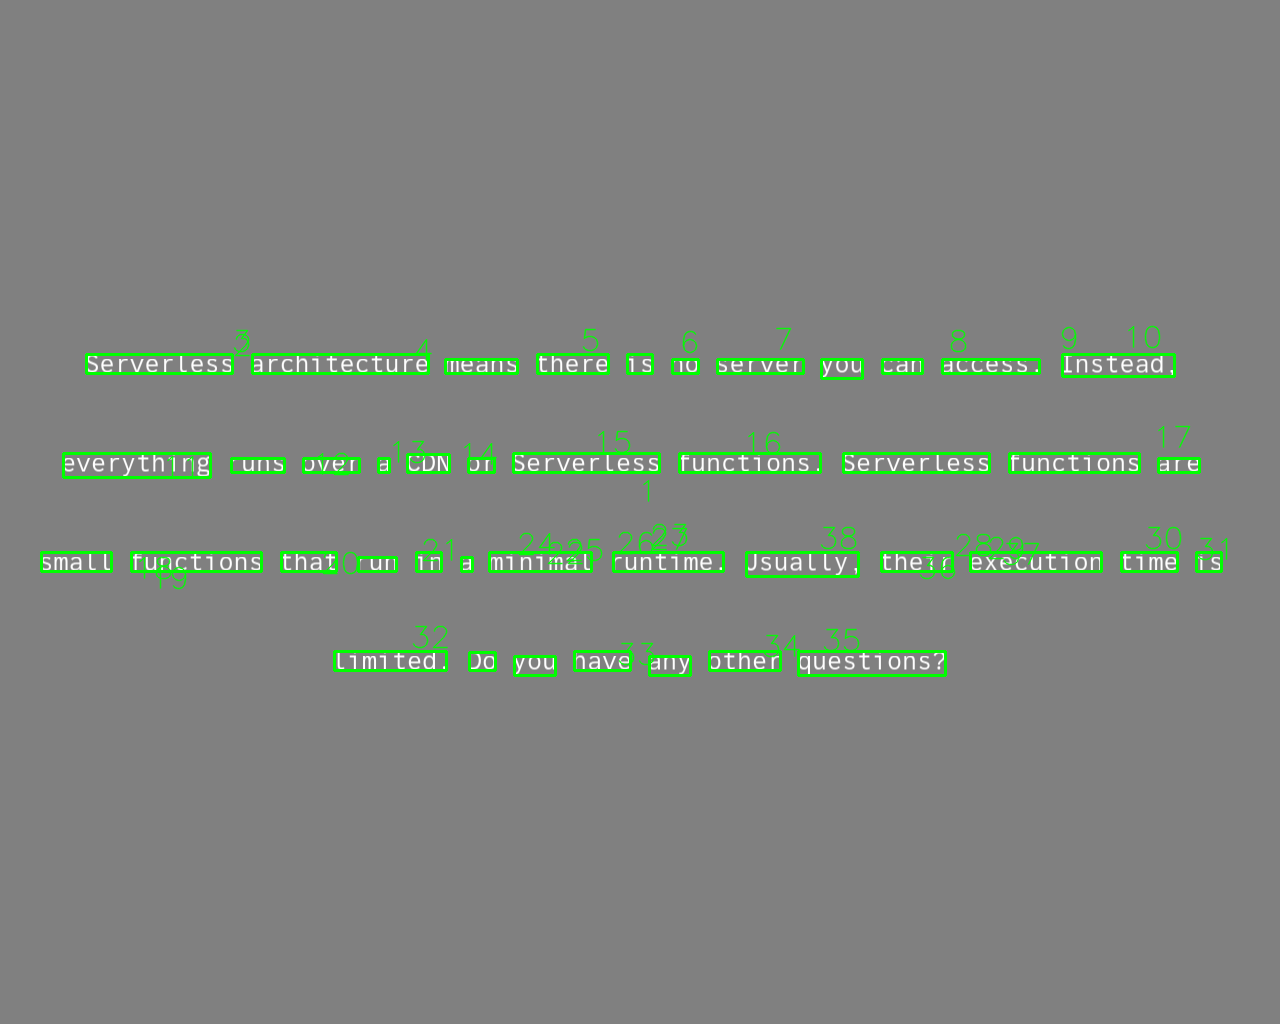 Serverless architecture means there is no server you can access. Instead,
everything runs over a CDN or Serverless functions. Serverless functions are
small functions that run in a minimal runtime. Usually, their execution time is
limited. Do you have any other questions?